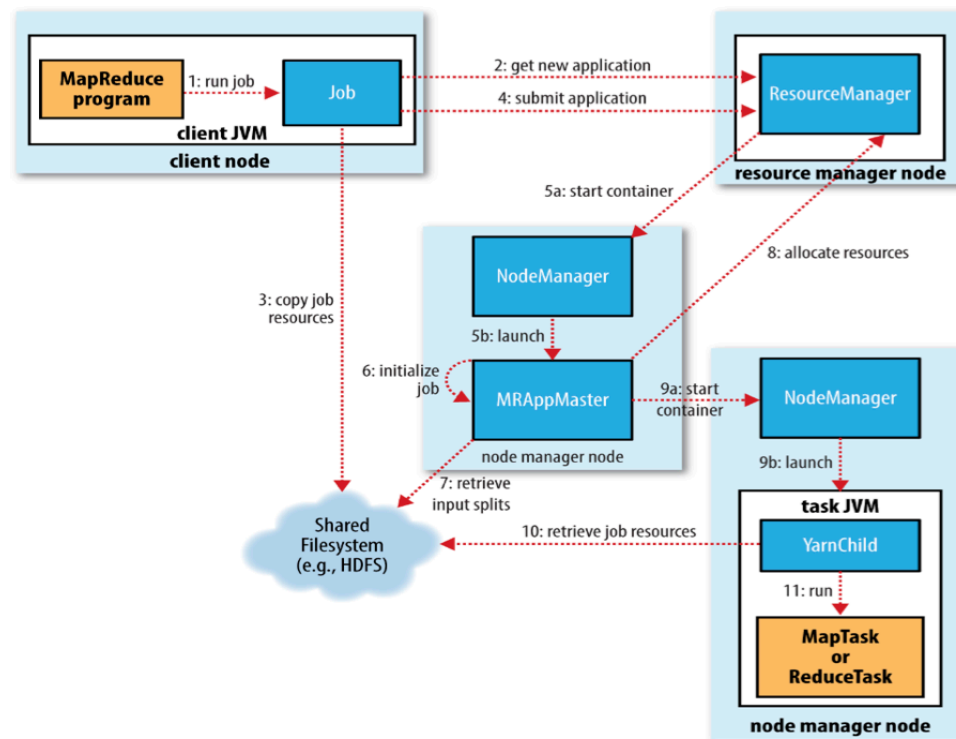 MapReduce
program
1: run job
Job
client JVM
client node
2: get new application
4: submit application
ResourceManager
resource manager node
5a: start container
8: allocate resources
3: copy job
resources
NodeManager
5b: launch
6: initialize
job
MRAppMaster
node manager node
9a: start
container
NodeManager
9b: launch
7: retrieve
input splits
Shared
Filesystem
(e.g., HDFS)
10: retrieve job resources
task JVM
YarnChild
11: run
MapTask
or
ReduceTask
node manager node